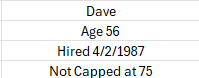 Dave
Age 56
Hired 4/2/1987
Not Capped at 75